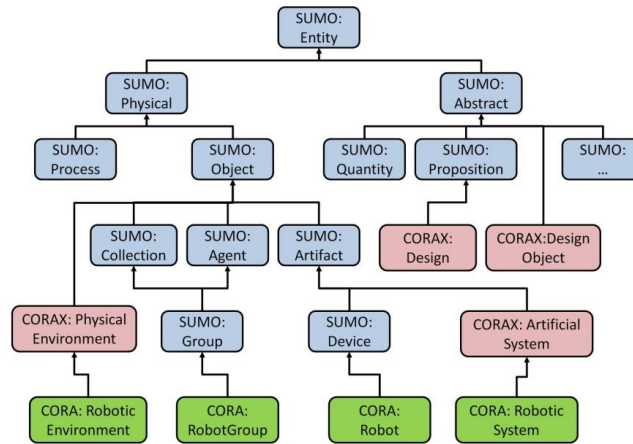 SUMO:
Entity
SUMO:
Physical
SUMO:
Abstract
SUMO:
Process
SUMO:
Object
SUMO:
Quantity
SUMO:
Proposition
SUMO:
...
SUMO:
Collection
SUMO:
Agent
SUMO:
Artifact
CORAX:
Design
CORAX:Design
Object
CORAX: Physical
Environment
SUMO:
Group
SUMO:
Device
CORAX: Artificial
System
CORA: Robotic
Environment
CORA:
RobotGroup
CORA:
Robot
CORA: Robotic
System